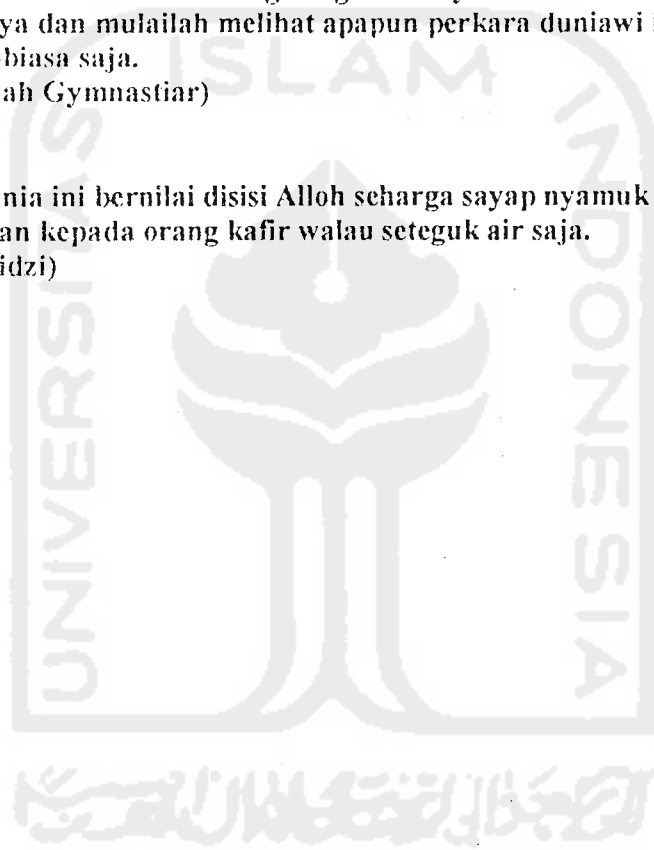 ya dan mulailah melihat apapun perkara duniawi
biasa saja.
ah Gymnastiar)
nia ini bernilai disisi Alloh seharga sayap nyamuk
an kepada orang kafir walau seteguk air saja.
idzi)
ISLAM
UNIVERSITAS
INDONESIA